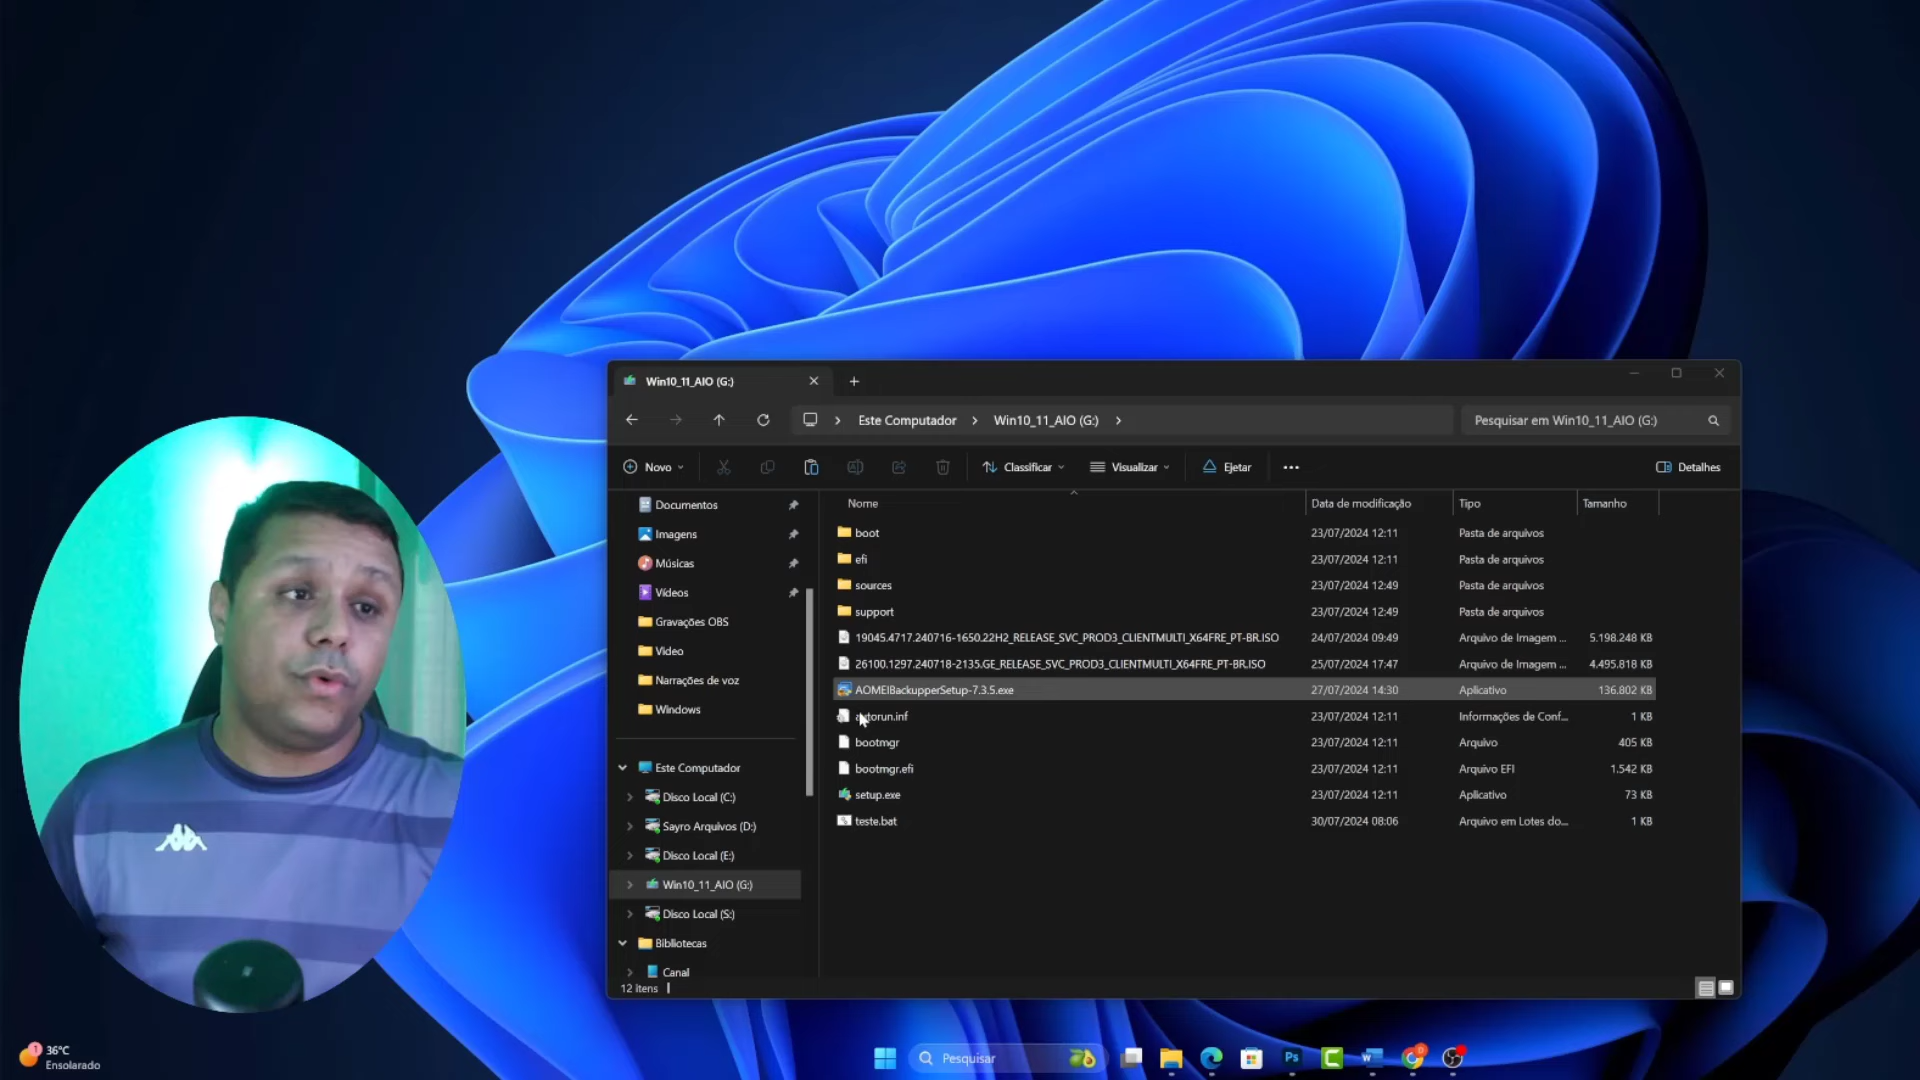 Win10_11_AIO (G:)
Este Computador
Win10_11_AIO (G:)
Pesquisar em Win10_11_AIO (G:)
Novo
Classificar
Visualizar
Ejetar
Detalhes
Documentos
Imagens
Músicas
Vídeos
Gravações OBS
Video
Narrações de voz
Windows
Este Computador
Disco Local (C:)
Sayro Arquivos (D:)
Disco Local (E:)
Win10_11_AIO (G:)
Disco Local (S:)
Bibliotecas
Canal
12 itens
Nome Data de modificação Tipo Tamanho
boot 23/07/2024 12:11 Pasta de arquivos
efi 23/07/2024 12:11 Pasta de arquivos
sources 23/07/2024 12:49 Pasta de arquivos
support 23/07/2024 12:49 Pasta de arquivos
19045.4717.240716-1650.22H2_RELEASE_SVC_PROD3_CLIENTMULTI_X64FRE_PT-BR.ISO 24/07/2024 09:49 Arquivo de Imagem ... 5.198.248 KB
26100.1297.240718-2135.GE_RELEASE_SVC_PROD3_CLIENTMULTI_X64FRE_PT-BR.ISO 25/07/2024 17:47 Arquivo de Imagem ... 4.495.818 KB
AOMEIBackupperSetup-7.3.5.exe 27/07/2024 14:30 Aplicativo 136.802 KB
autorun.inf 23/07/2024 12:11 Informações de Conf... 1 KB
bootmgr 23/07/2024 12:11 Arquivo 405 KB
bootmgr.efi 23/07/2024 12:11 Arquivo EFI 1.542 KB
setup.exe 23/07/2024 12:11 Aplicativo 73 KB
teste.bat 30/07/2024 08:06 Arquivo em Lotes do... 1 KB
1
36°C
Ensolarado
Pesquisar
Ps